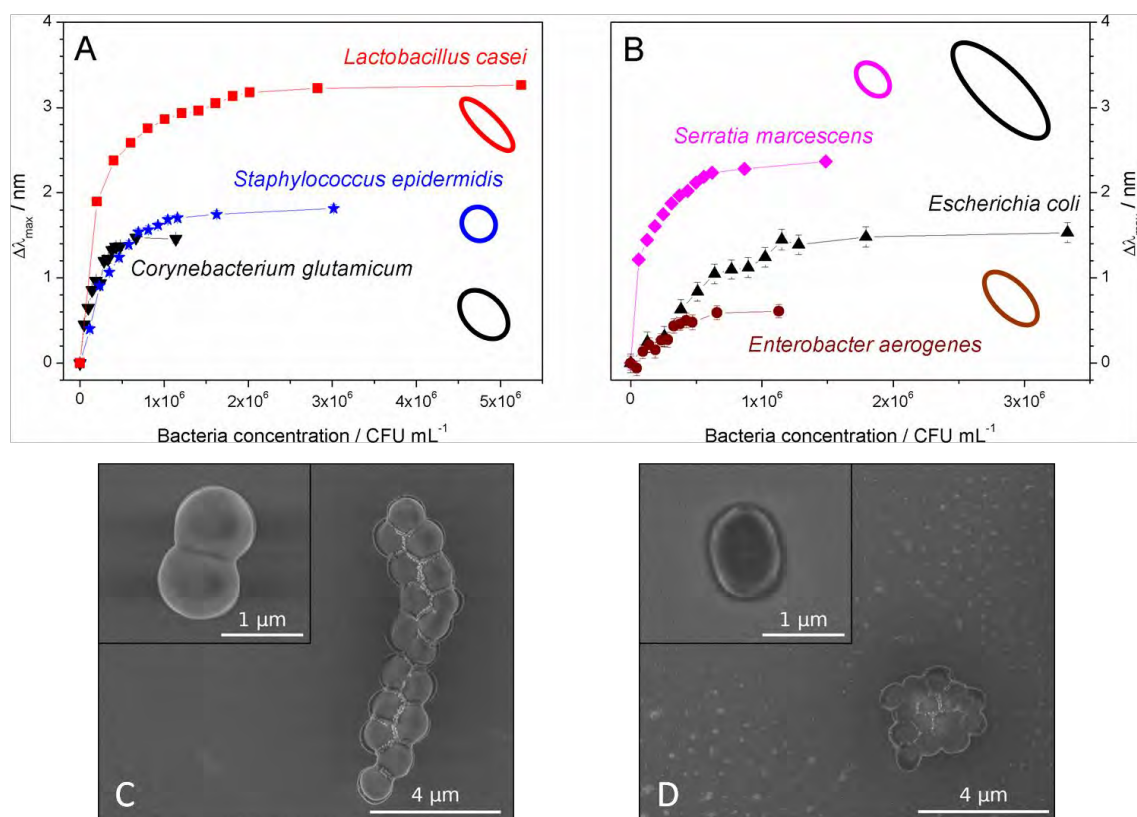 A
Lactobacillus casei
Staphylococcus epidermidis
Corynebacterium glutamicum
4
3
2
1
0
Δλmax / nm
0
1x10⁶
2x10⁶
3x10⁶
4x10⁶
5x10⁶
Bacteria concentration / CFU mL⁻¹
B
Serratia marcescens
Escherichia coli
Enterobacter aerogenes
4
3
2
1
0
Δλmax / nm
0
1x10⁶
2x10⁶
3x10⁶
Bacteria concentration / CFU mL⁻¹
1 µm
C
4 µm
1 µm
D
4 µm